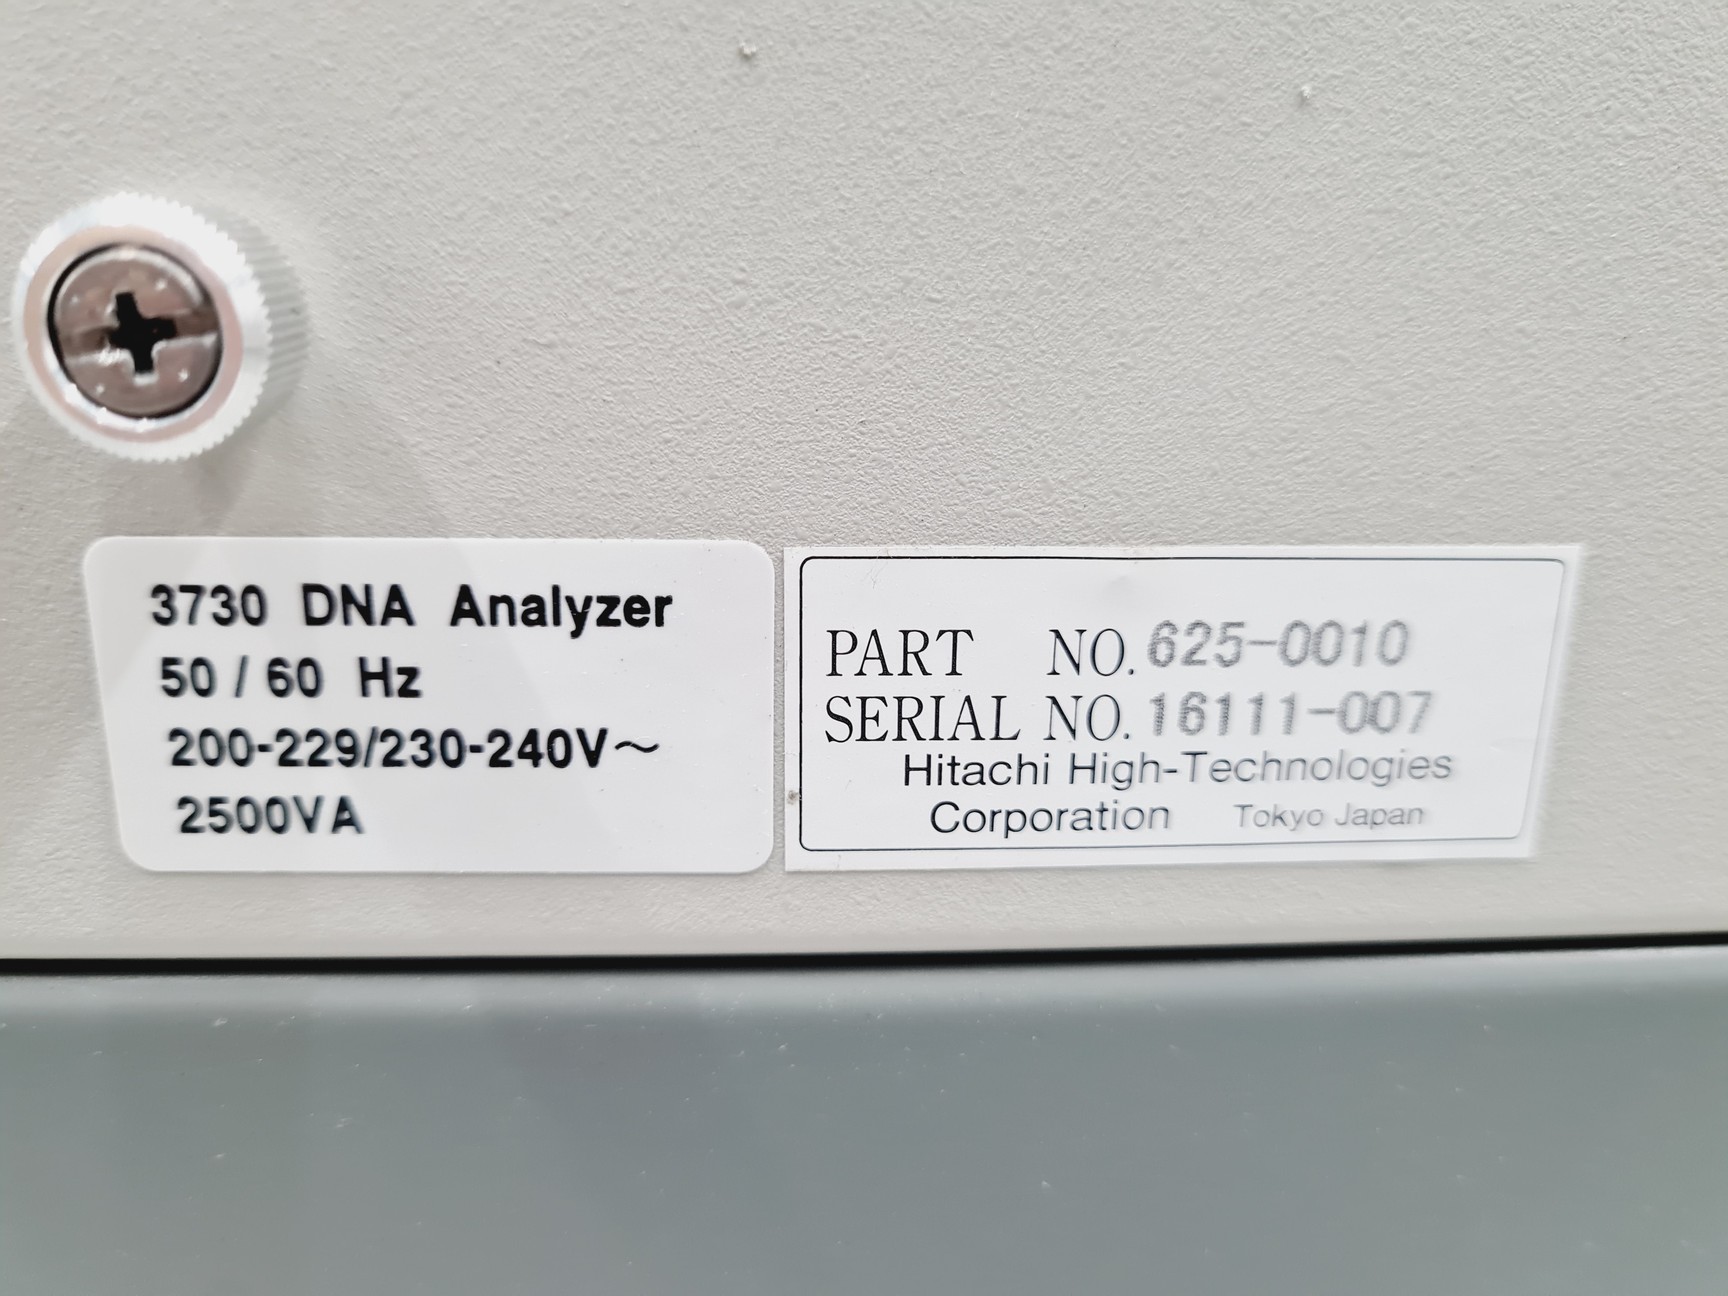 3730 DNA Analyzer
50 / 60 Hz
200-229/230-240V～
2500VA
PART NO. 625-0010
SERIAL NO. 16111-007
Hitachi High-Technologies
Corporation Tokyo Japan